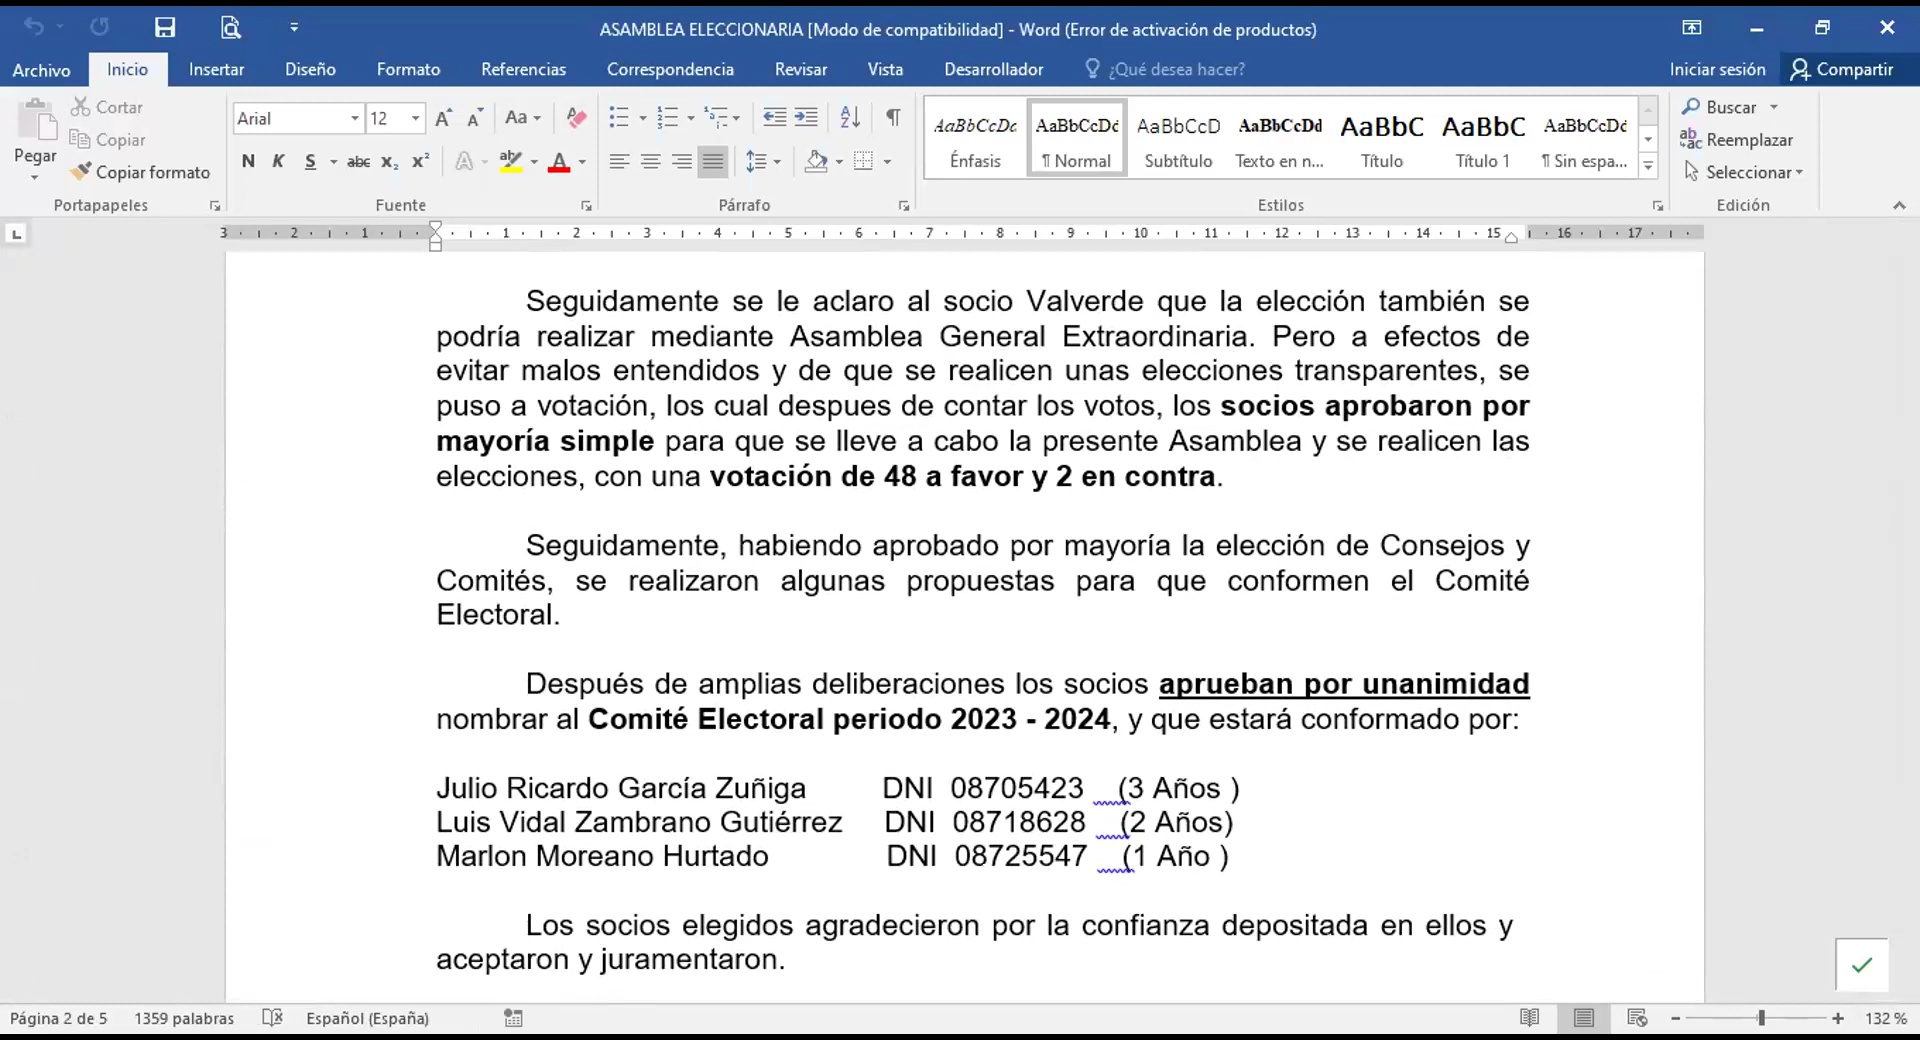 ASAMBLEA ELECCIONARIA [Modo de compatibilidad] - Word (Error de activación de productos)
Archivo Inicio Insertar Diseño Formato Referencias Correspondencia Revisar Vista Desarrollador ¿Qué desea hacer? Iniciar sesión Compartir
Pegar
Cortar
Copiar
Copiar formato
Portapapeles
Arial 12
N K S abc x₂ x²
Fuente
Párrafo
AaBbCcDc AaBbCcDc AaBbCcD AaBbCcDd AaBbC AaBbC AaBbCcDc
Énfasis ¶ Normal Subtítulo Texto en n... Título Título 1 ¶ Sin espa...
Estilos
Buscar
Reemplazar
Seleccionar
Edición
3 2 1 1 2 3 4 5 6 7 8 9 10 11 12 13 14 15 16 17
Seguidamente se le aclaro al socio Valverde que la elección también se
podría realizar mediante Asamblea General Extraordinaria. Pero a efectos de
evitar malos entendidos y de que se realicen unas elecciones transparentes, se
puso a votación, los cual despues de contar los votos, los socios aprobaron por
mayoría simple para que se lleve a cabo la presente Asamblea y se realicen las
elecciones, con una votación de 48 a favor y 2 en contra.
Seguidamente, habiendo aprobado por mayoría la elección de Consejos y
Comités, se realizaron algunas propuestas para que conformen el Comité
Electoral.
Después de amplias deliberaciones los socios aprueban por unanimidad
nombrar al Comité Electoral periodo 2023 - 2024, y que estará conformado por:
Julio Ricardo García Zuñiga DNI 08705423 (3 Años )
Luis Vidal Zambrano Gutiérrez DNI 08718628 (2 Años)
Marlon Moreano Hurtado DNI 08725547 (1 Año )
Los socios elegidos agradecieron por la confianza depositada en ellos y
aceptaron y juramentaron.
Página 2 de 5 1359 palabras Español (España) 132 %